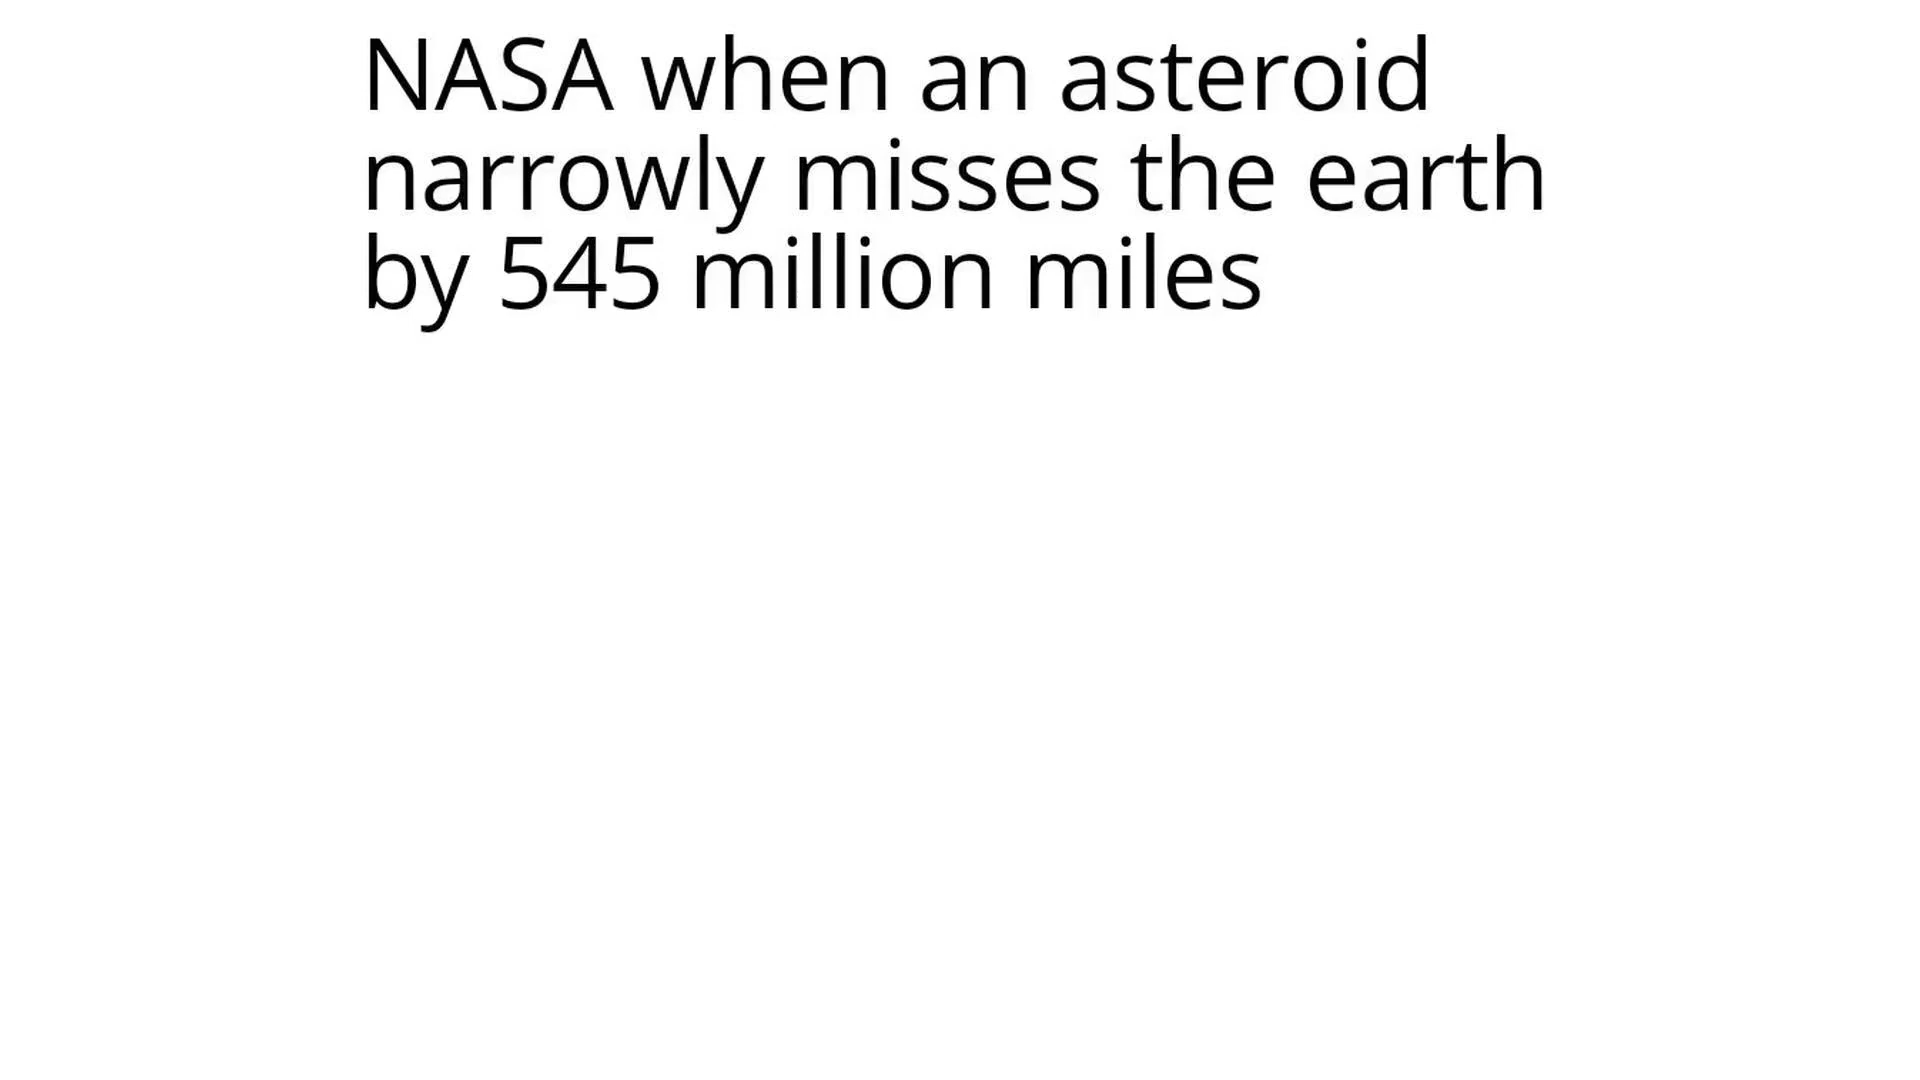 NASA when an asteroid
narrowly misses the earth
by 545 million miles